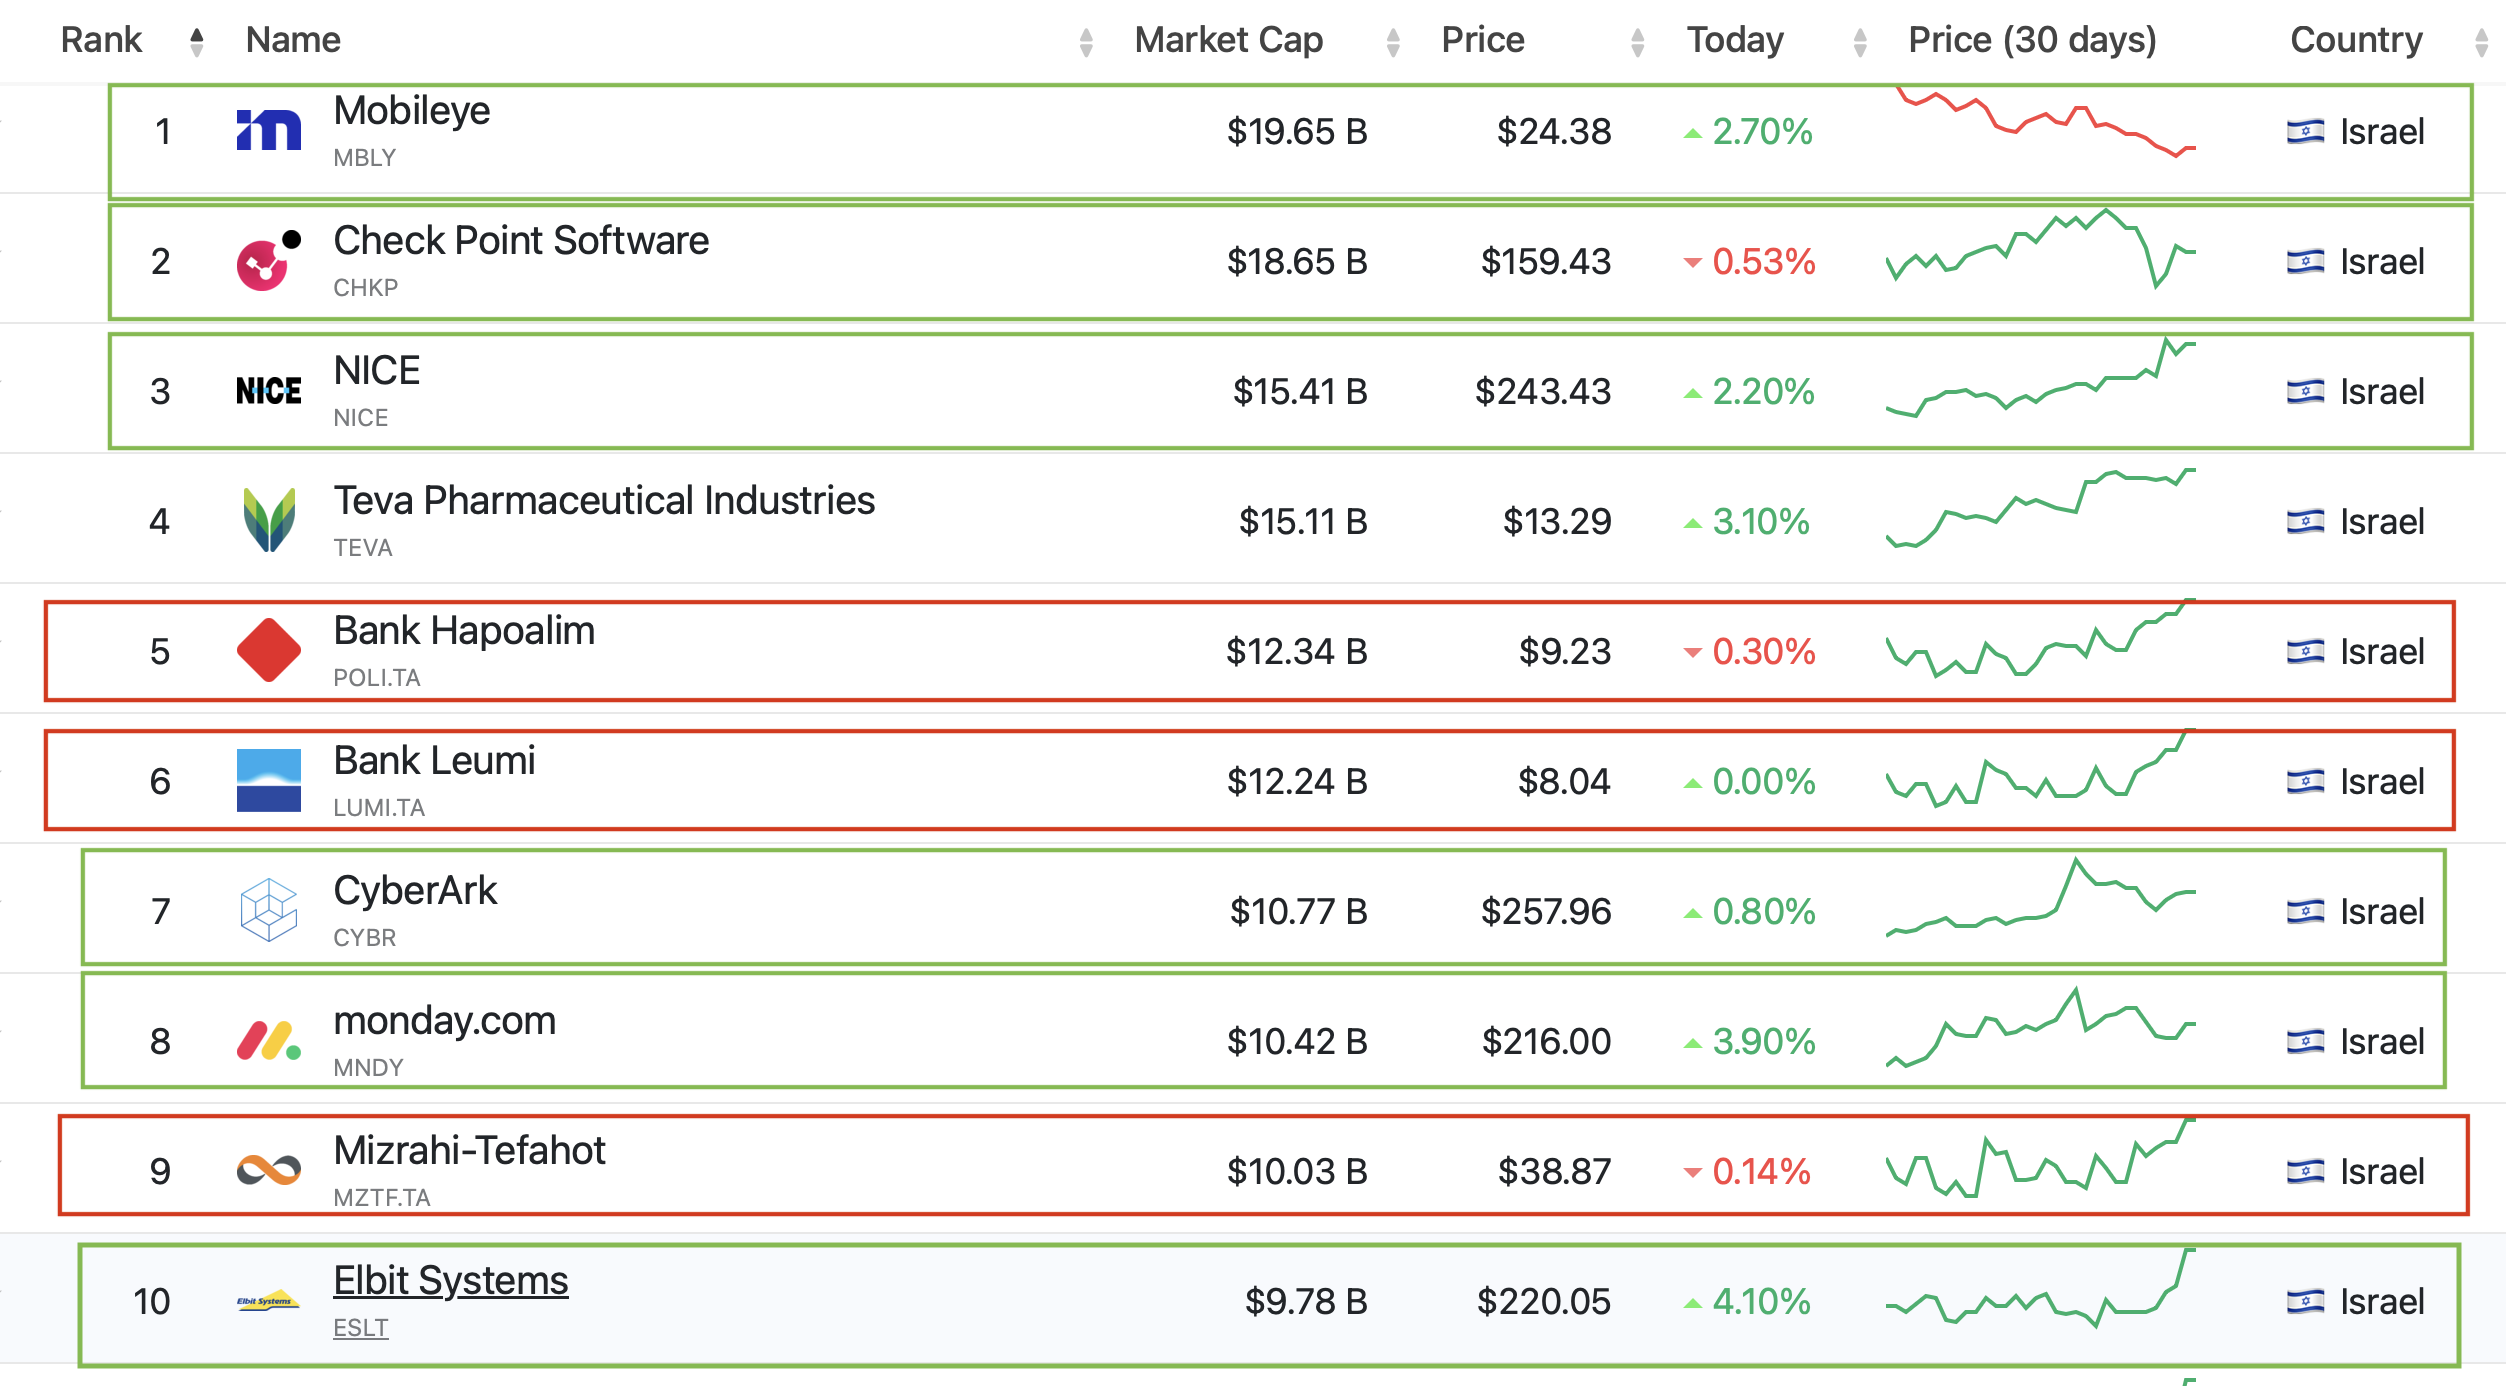 Rank Name Market Cap Price Today Price (30 days) Country
1 Mobileye MBLY $19.65 B $24.38 2.70% Israel
2 Check Point Software CHKP $18.65 B $159.43 0.53% Israel
3 NICE NICE NICE $15.41 B $243.43 2.20% Israel
4 Teva Pharmaceutical Industries TEVA $15.11 B $13.29 3.10% Israel
5 Bank Hapoalim POLI.TA $12.34 B $9.23 0.30% Israel
6 Bank Leumi LUMI.TA $12.24 B $8.04 0.00% Israel
7 CyberArk CYBR $10.77 B $257.96 0.80% Israel
8 monday.com MNDY $10.42 B $216.00 3.90% Israel
9 Mizrahi-Tefahot MZTF.TA $10.03 B $38.87 0.14% Israel
10 Elbit Systems Elbit Systems ESLT $9.78 B $220.05 4.10% Israel